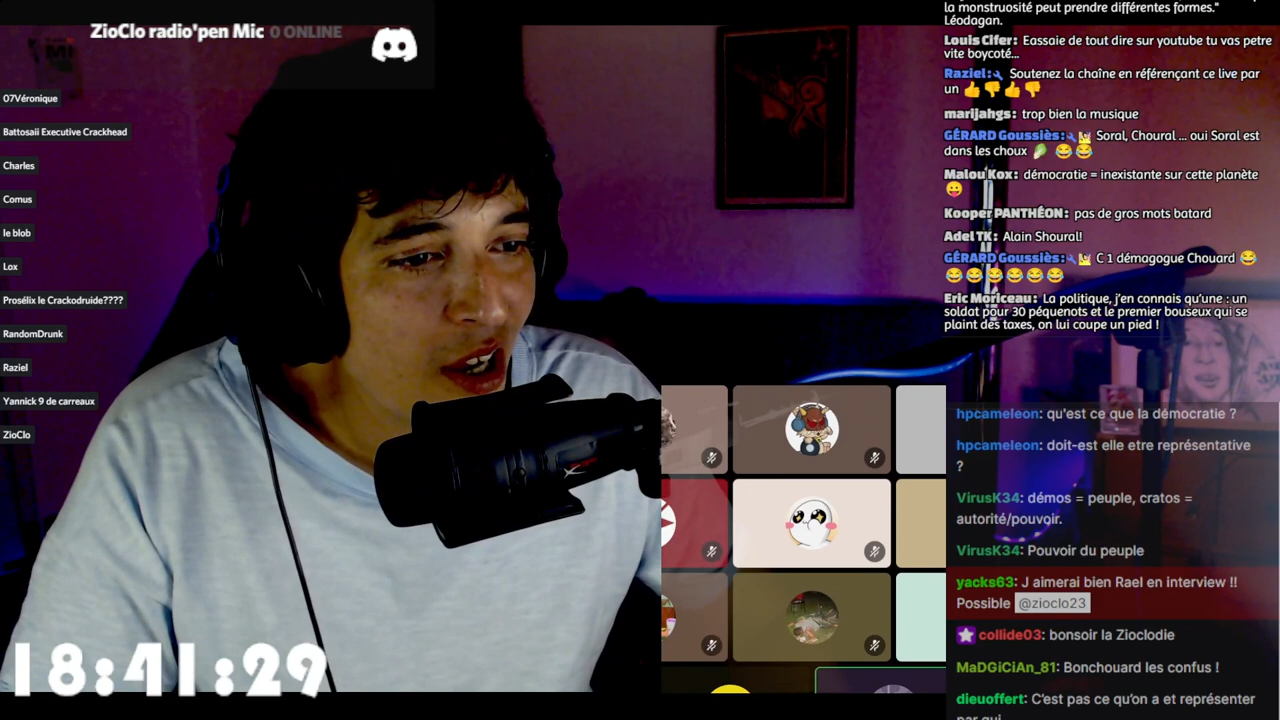 ZioClo radio'pen Mic 0 ONLINE
07Véronique
Battosaii Executive Crackhead
Charles
Comus
le blob
Lox
Prosélix le Crackodruide????
RandomDrunk
Raziel
Yannick 9 de carreaux
ZioClo
18:41:29
la monstruosité peut prendre différentes formes."
Léodagan.
Louis Cifer: Eassaie de tout dire sur youtube tu vas petre
vite boycoté...
Raziel: Soutenez la chaîne en référençant ce live par
un 👍👎👍👎
marijahgs: trop bien la musique
GÉRARD Goussiès: Soral, Choural ... oui Soral est
dans les choux 🥬 😂😂
Malou Kox: démocratie = inexistante sur cette planète
😛
Kooper PANTHÉON: pas de gros mots batard
Adel TK: Alain Shoural!
GÉRARD Goussiès: C 1 démagogue Chouard 😂
😂😂😂😂😂😂
Eric Moriceau: La politique, j'en connais qu'une : un
soldat pour 30 péquenots et le premier bouseux qui se
plaint des taxes, on lui coupe un pied !
hpcameleon: qu'est ce que la démocratie ?
hpcameleon: doit-est elle etre représentative
?
VirusK34: démos = peuple, cratos =
autorité/pouvoir.
VirusK34: Pouvoir du peuple
yacks63: J aimerai bien Rael en interview !!
Possible @zioclo23
collide03: bonsoir la Zioclodie
MaDGiCiAn_81: Bonchouard les confus !
dieuoffert: C'est pas ce qu'on a et représenter
par qui